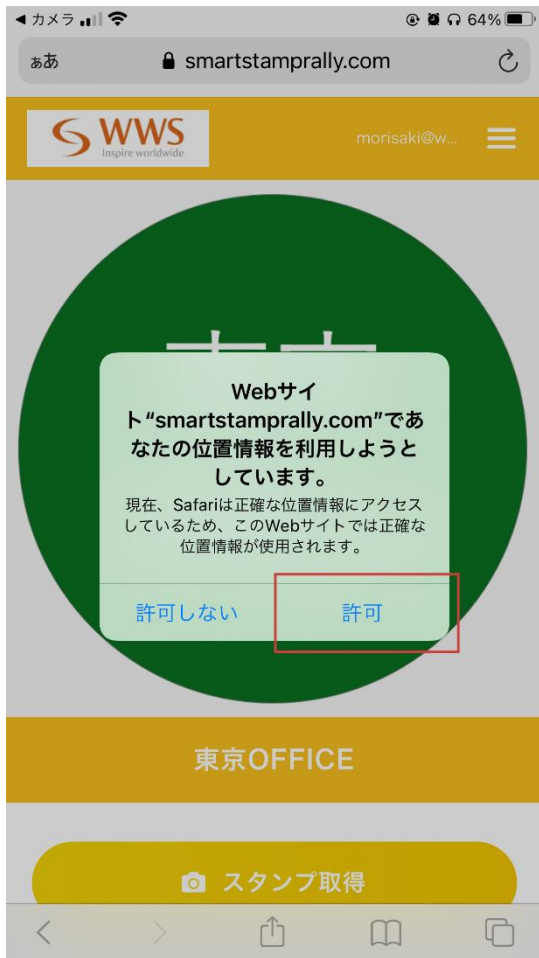 ◀カメラ 64%
ぁあ smartstamprally.com
WWS
Inspire worldwide
morisaki@w...
Webサイ
ト“smartstamprally.com”であ
なたの位置情報を利用しようと
しています。
現在、Safariは正確な位置情報にアクセス
しているため、このWebサイトでは正確な
位置情報が使用されます。
許可しない 許可
東京OFFICE
スタンプ取得